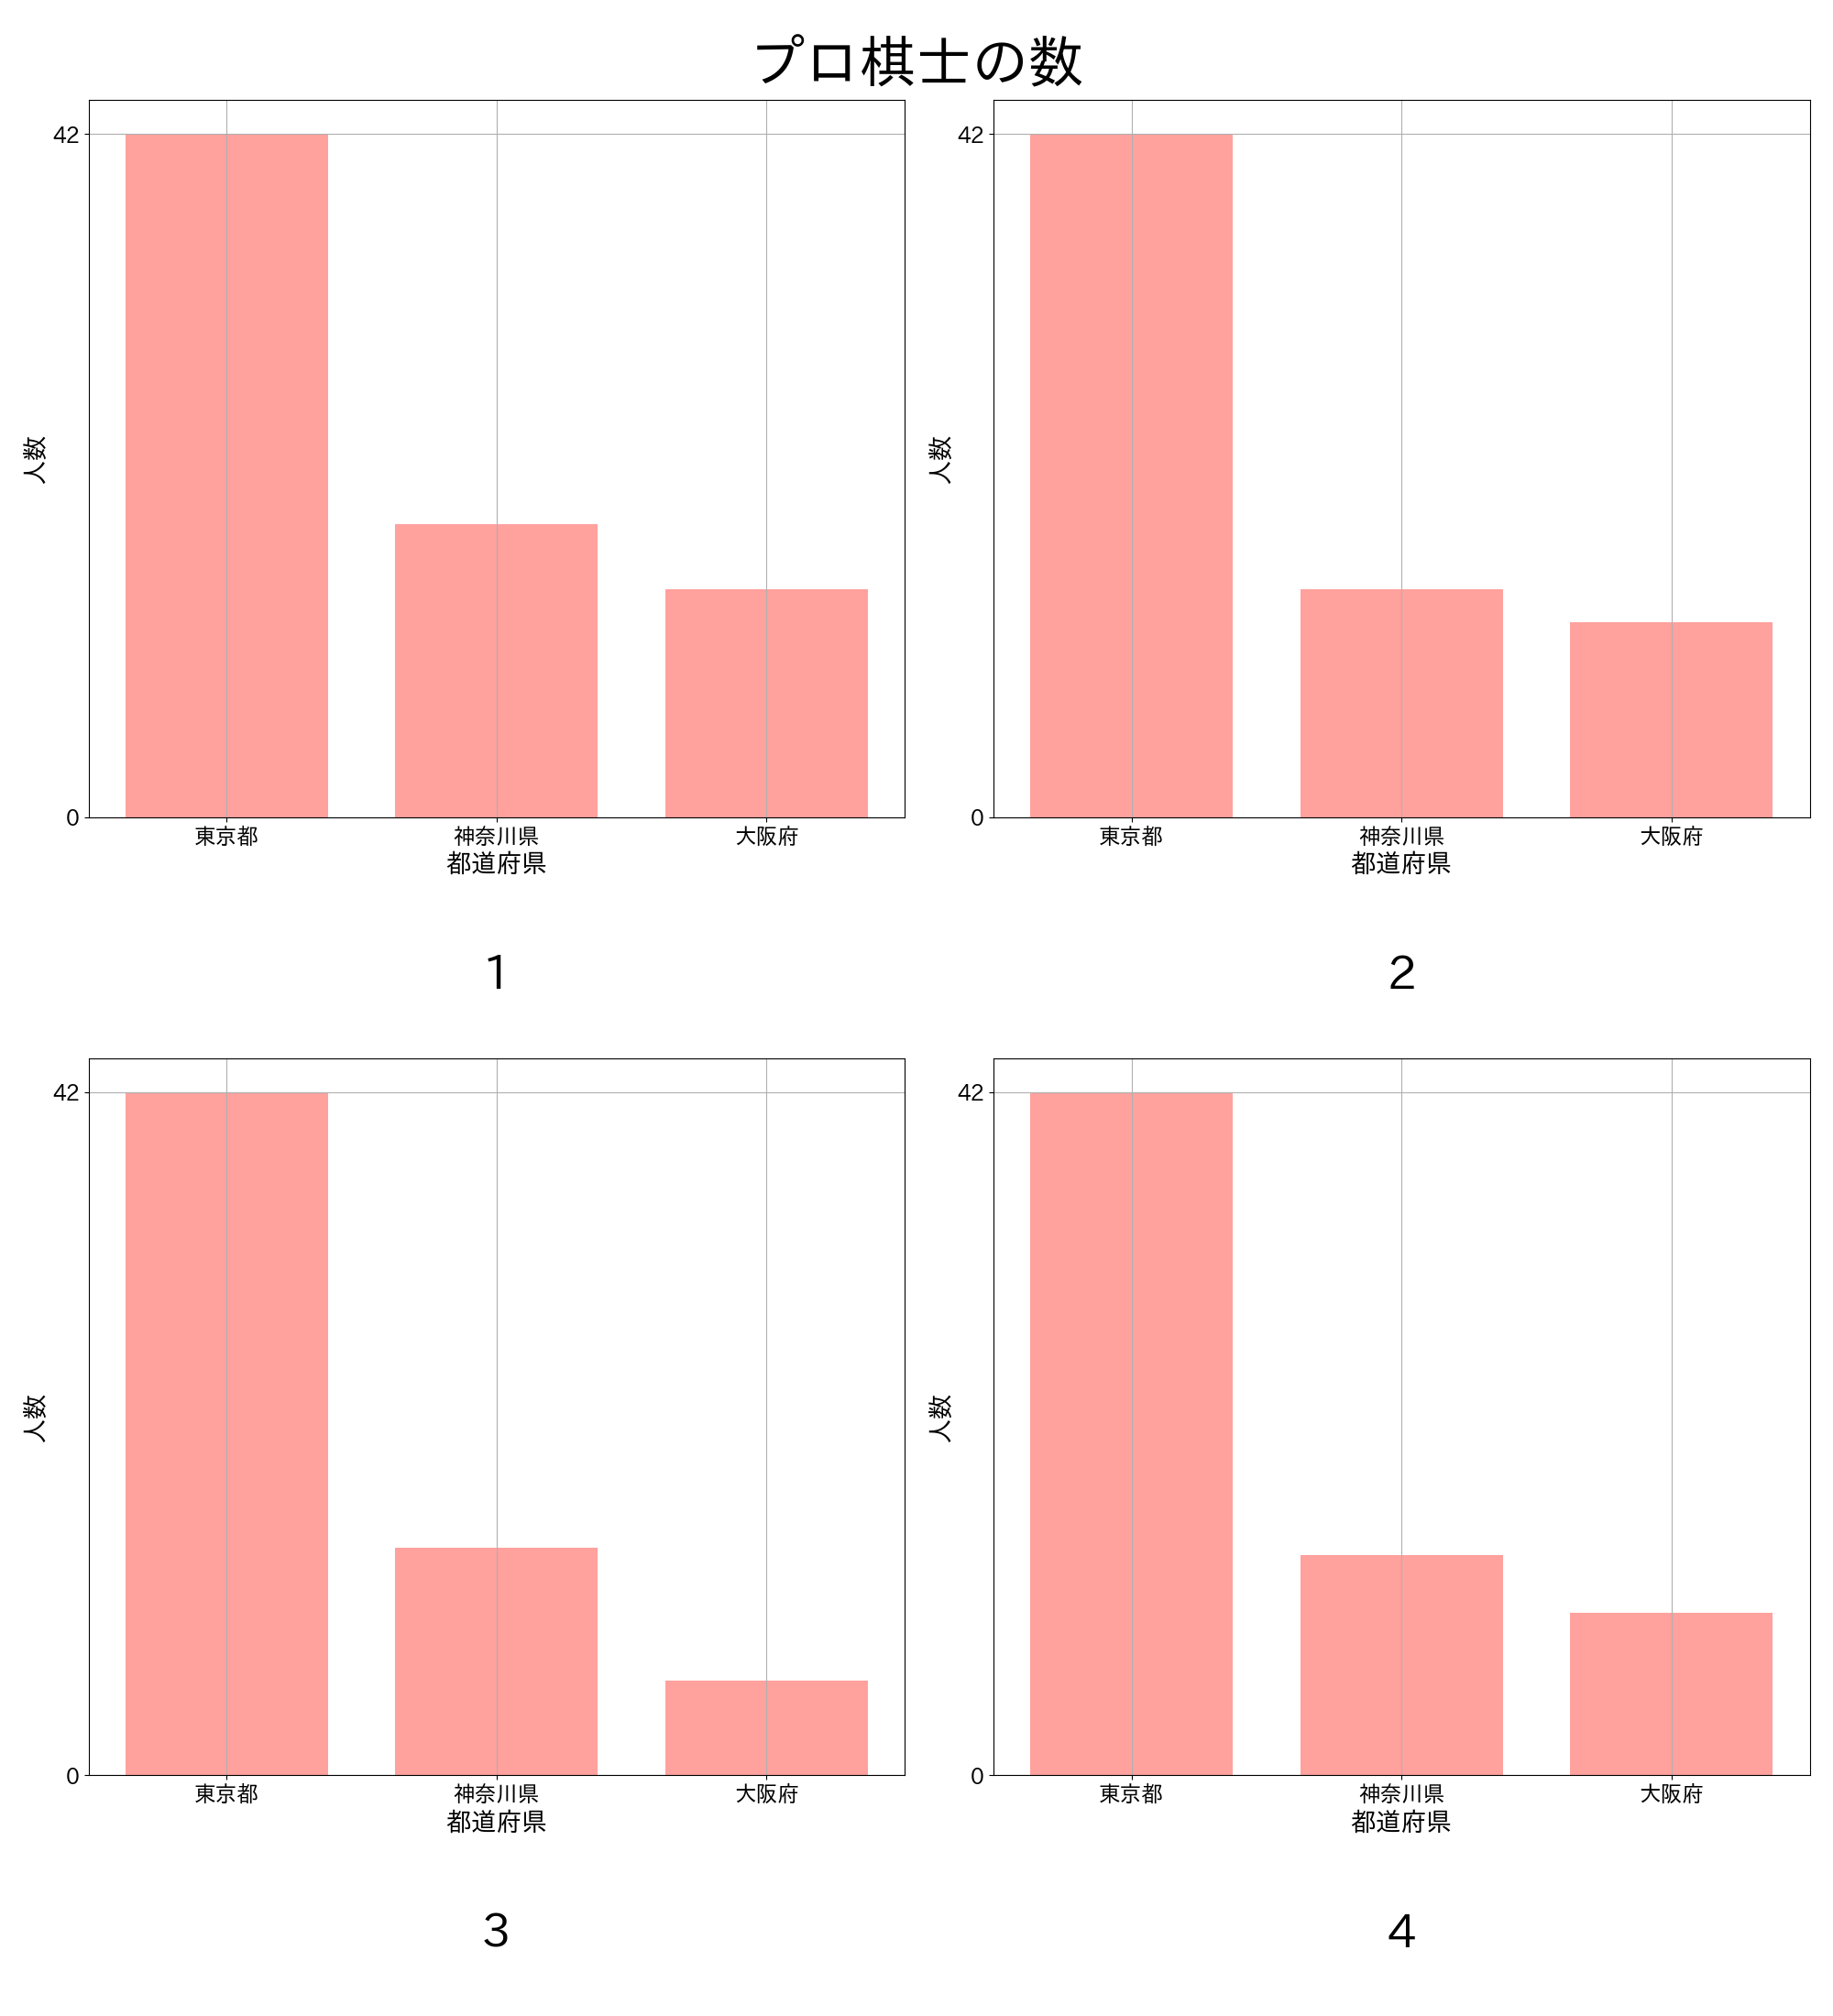 プロ棋士の数
42
人数
0
東京都 神奈川県 大阪府
都道府県
1
42
人数
0
東京都 神奈川県 大阪府
都道府県
2
42
人数
0
東京都 神奈川県 大阪府
都道府県
3
42
人数
0
東京都 神奈川県 大阪府
都道府県
4